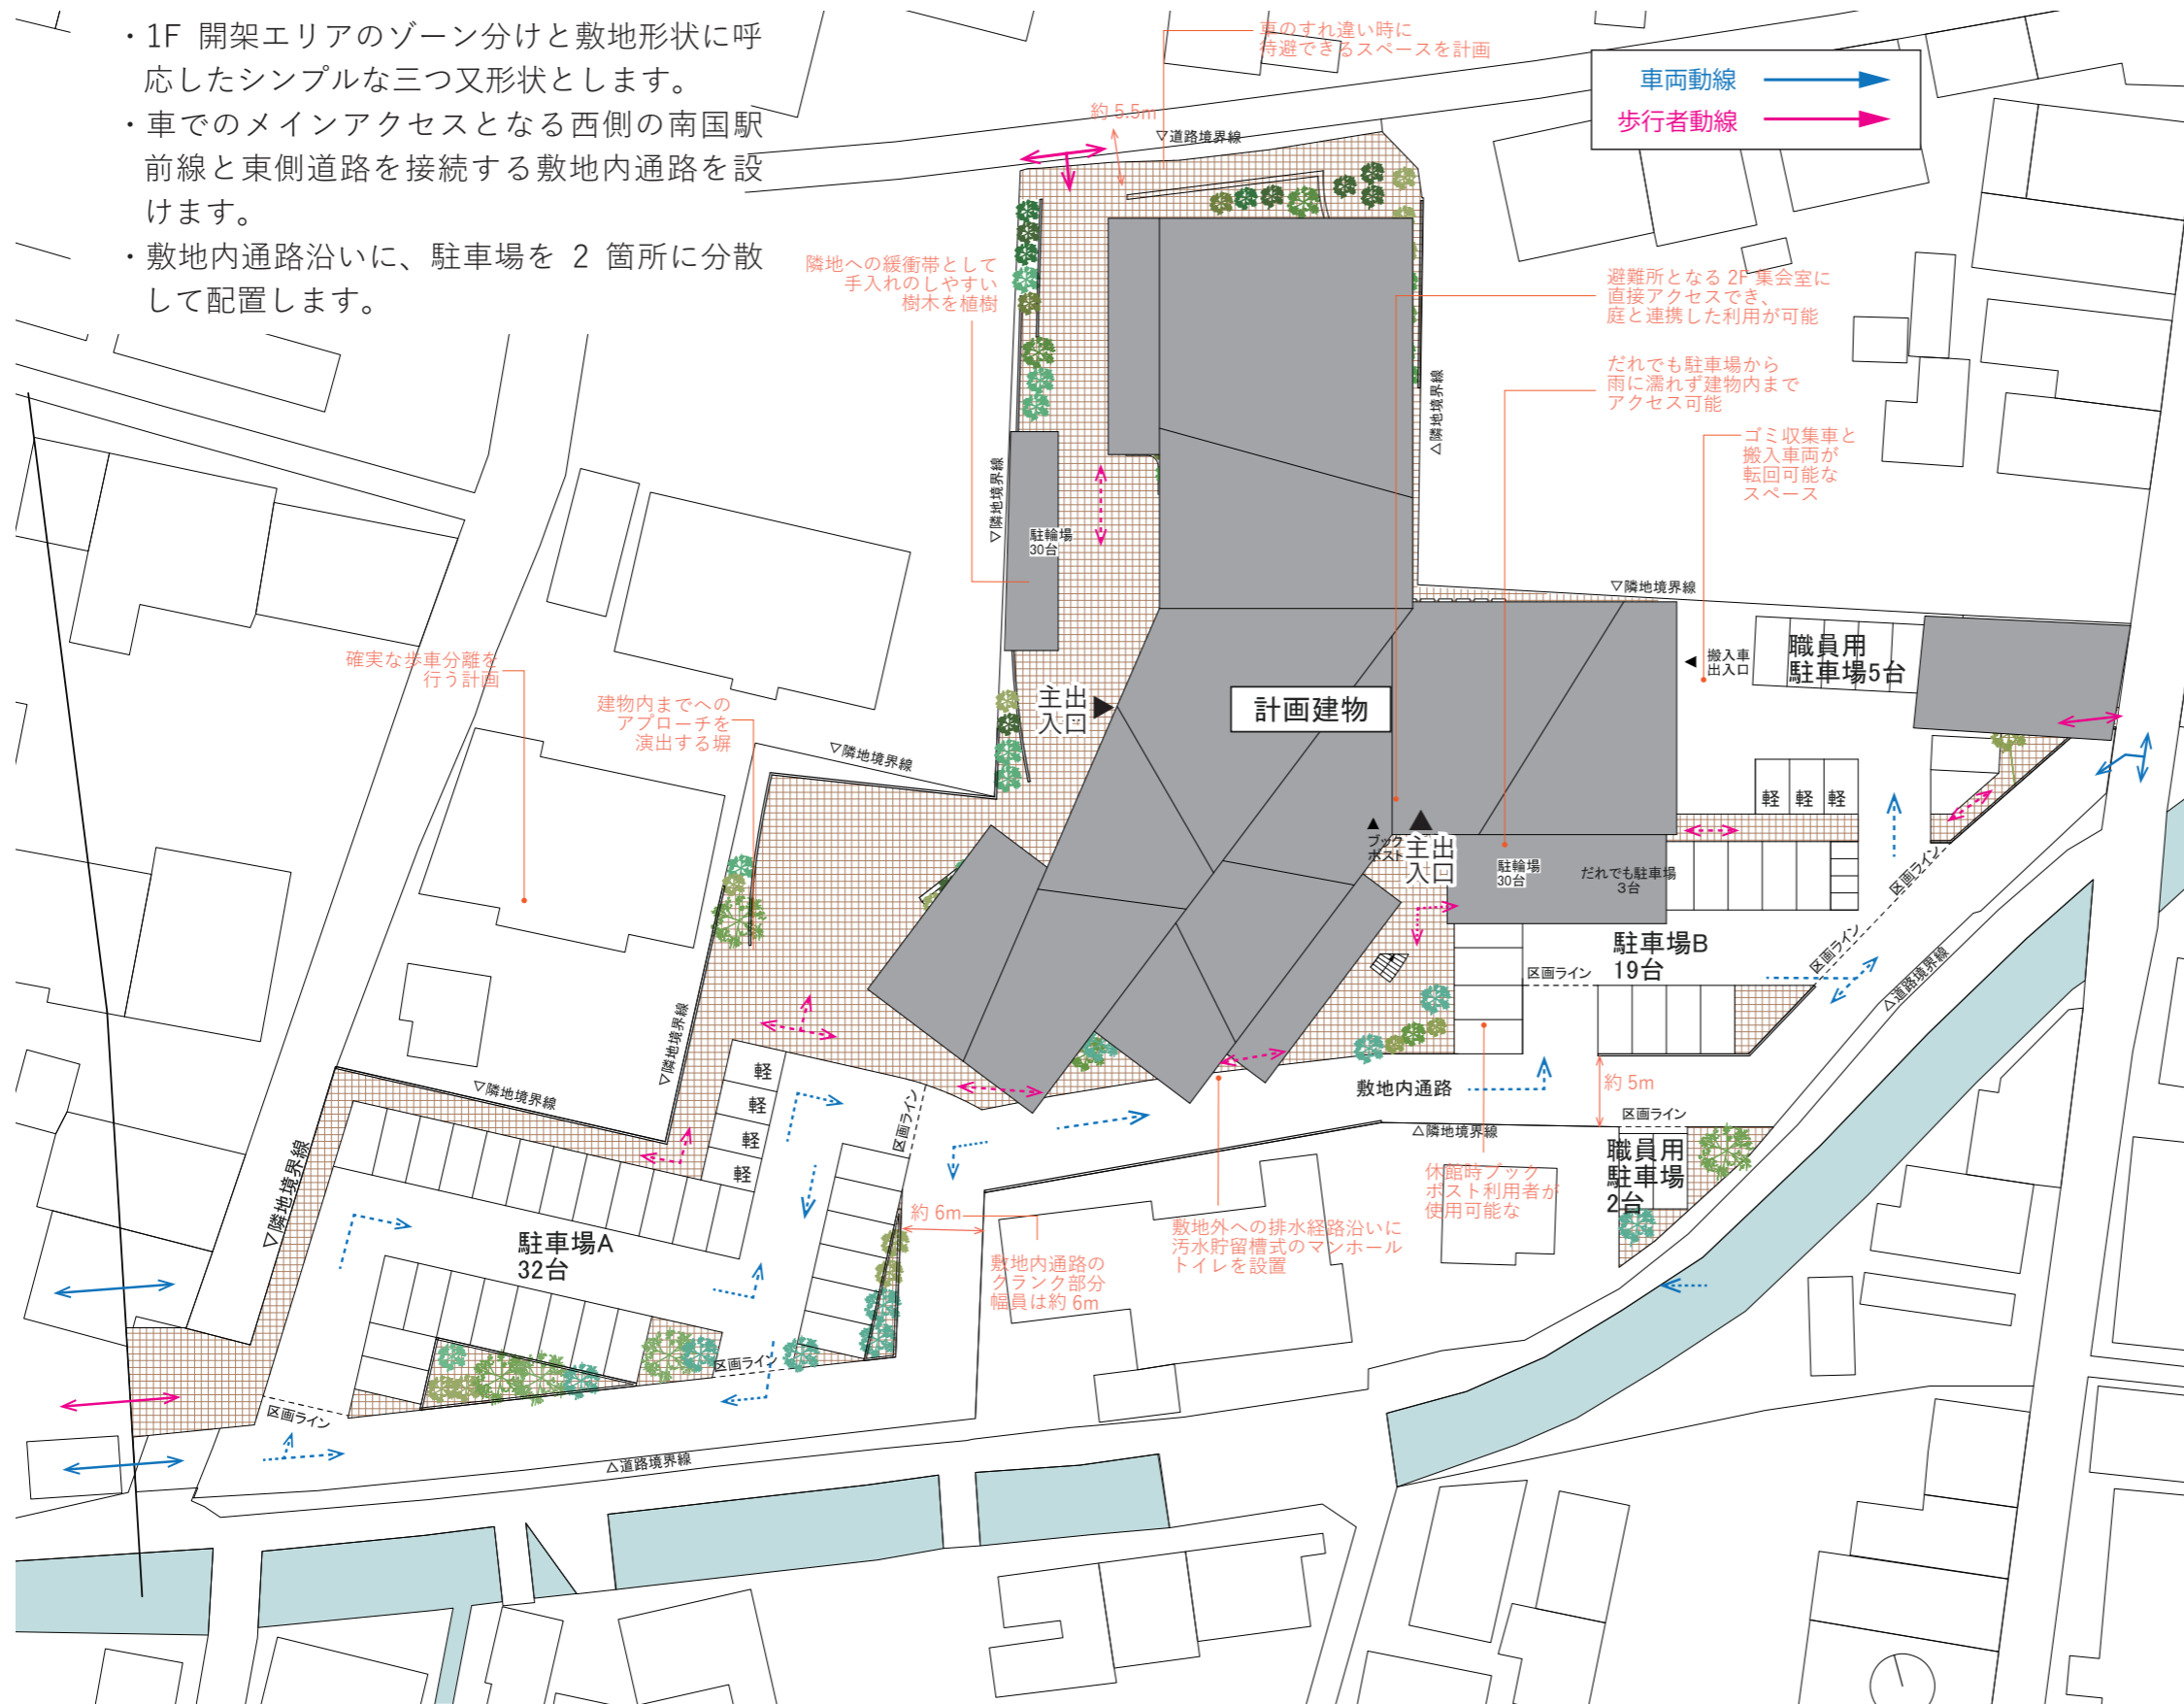 ・1F 開架エリアのゾーン分けと敷地形状に呼
応したシンプルな三つ又形状とします。
・車でのメインアクセスとなる西側の南国駅
前線と東側道路を接続する敷地内通路を設
けます。
・敷地内通路沿いに、駐車場を 2 箇所に分散
して配置します。
車のすれ違い時に
待避できるスペースを計画
車両動線
歩行者動線
約 5.5m
▽道路境界線
隣地への緩衝帯として
手入れのしやすい
樹木を植樹
避難所となる 2F 集会室に
直接アクセスでき、
庭と連携した利用が可能
だれでも駐車場から
雨に濡れず建物内まで
アクセス可能
△隣地境界線
ゴミ収集車と
搬入車両が
転回可能な
スペース
▽隣地境界線
駐輪場
30台
▽隣地境界線
確実な歩車分離を
行う計画
搬入車
出入口
職員用
駐車場5台
建物内までへの
アプローチを
演出する塀
主出
入口
計画建物
▽隣地境界線
軽 軽 軽
ブック
ポスト
主出
入口
駐輪場
30台
だれでも駐車場
3台
区画ライン
駐車場B
19台
区画ライン
区画ライン
△道路境界線
▽隣地境界線
軽
軽
軽
軽
区画ライン
敷地内通路
約 5m
区画ライン
▽隣地境界線
△隣地境界線
職員用
駐車場
2台
▽隣地境界線
休館時ブック
ポスト利用者が
使用可能な
約 6m
敷地外への排水経路沿いに
汚水貯留槽式のマンホール
トイレを設置
駐車場A
32台
敷地内通路の
クランク部分
幅員は約 6m
区画ライン
区画ライン
△道路境界線